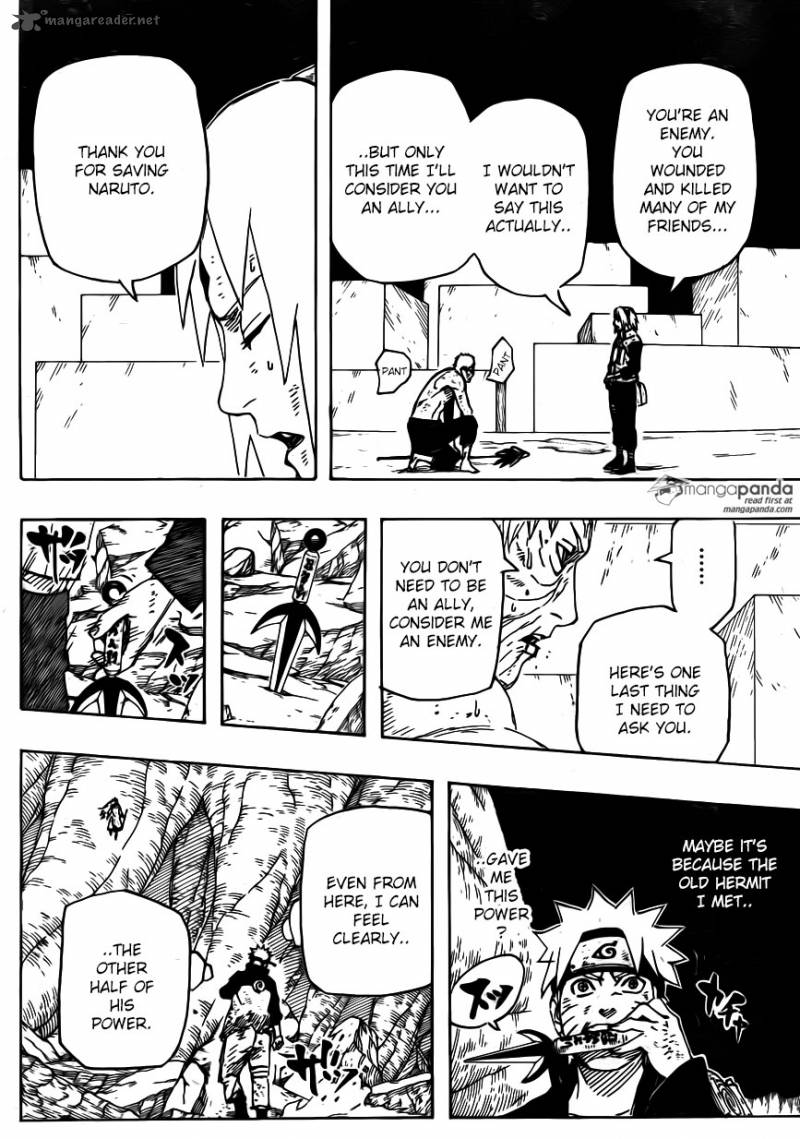 mangareader.net
YOU'RE AN
ENEMY.
YOU
WOUNDED
AND KILLED
MANY OF MY
FRIENDS...
I WOULDN'T
WANT TO
SAY THIS
ACTUALLY..
..BUT ONLY
THIS TIME I'LL
CONSIDER YOU
AN ALLY...
PANT
PANT
THANK YOU
FOR SAVING
NARUTO.
mangapanda
read first at
mangapanda.com
......
HERE'S ONE
LAST THING
I NEED TO
ASK YOU.
YOU DON'T
NEED TO BE
AN ALLY,
CONSIDER ME
AN ENEMY.
MAYBE IT'S
BECAUSE THE
OLD HERMIT
I MET..
..GAVE
ME
THIS
POWER
?
EVEN FROM
HERE, I CAN
FEEL
CLEARLY..
..THE
OTHER
HALF OF
HIS
POWER.